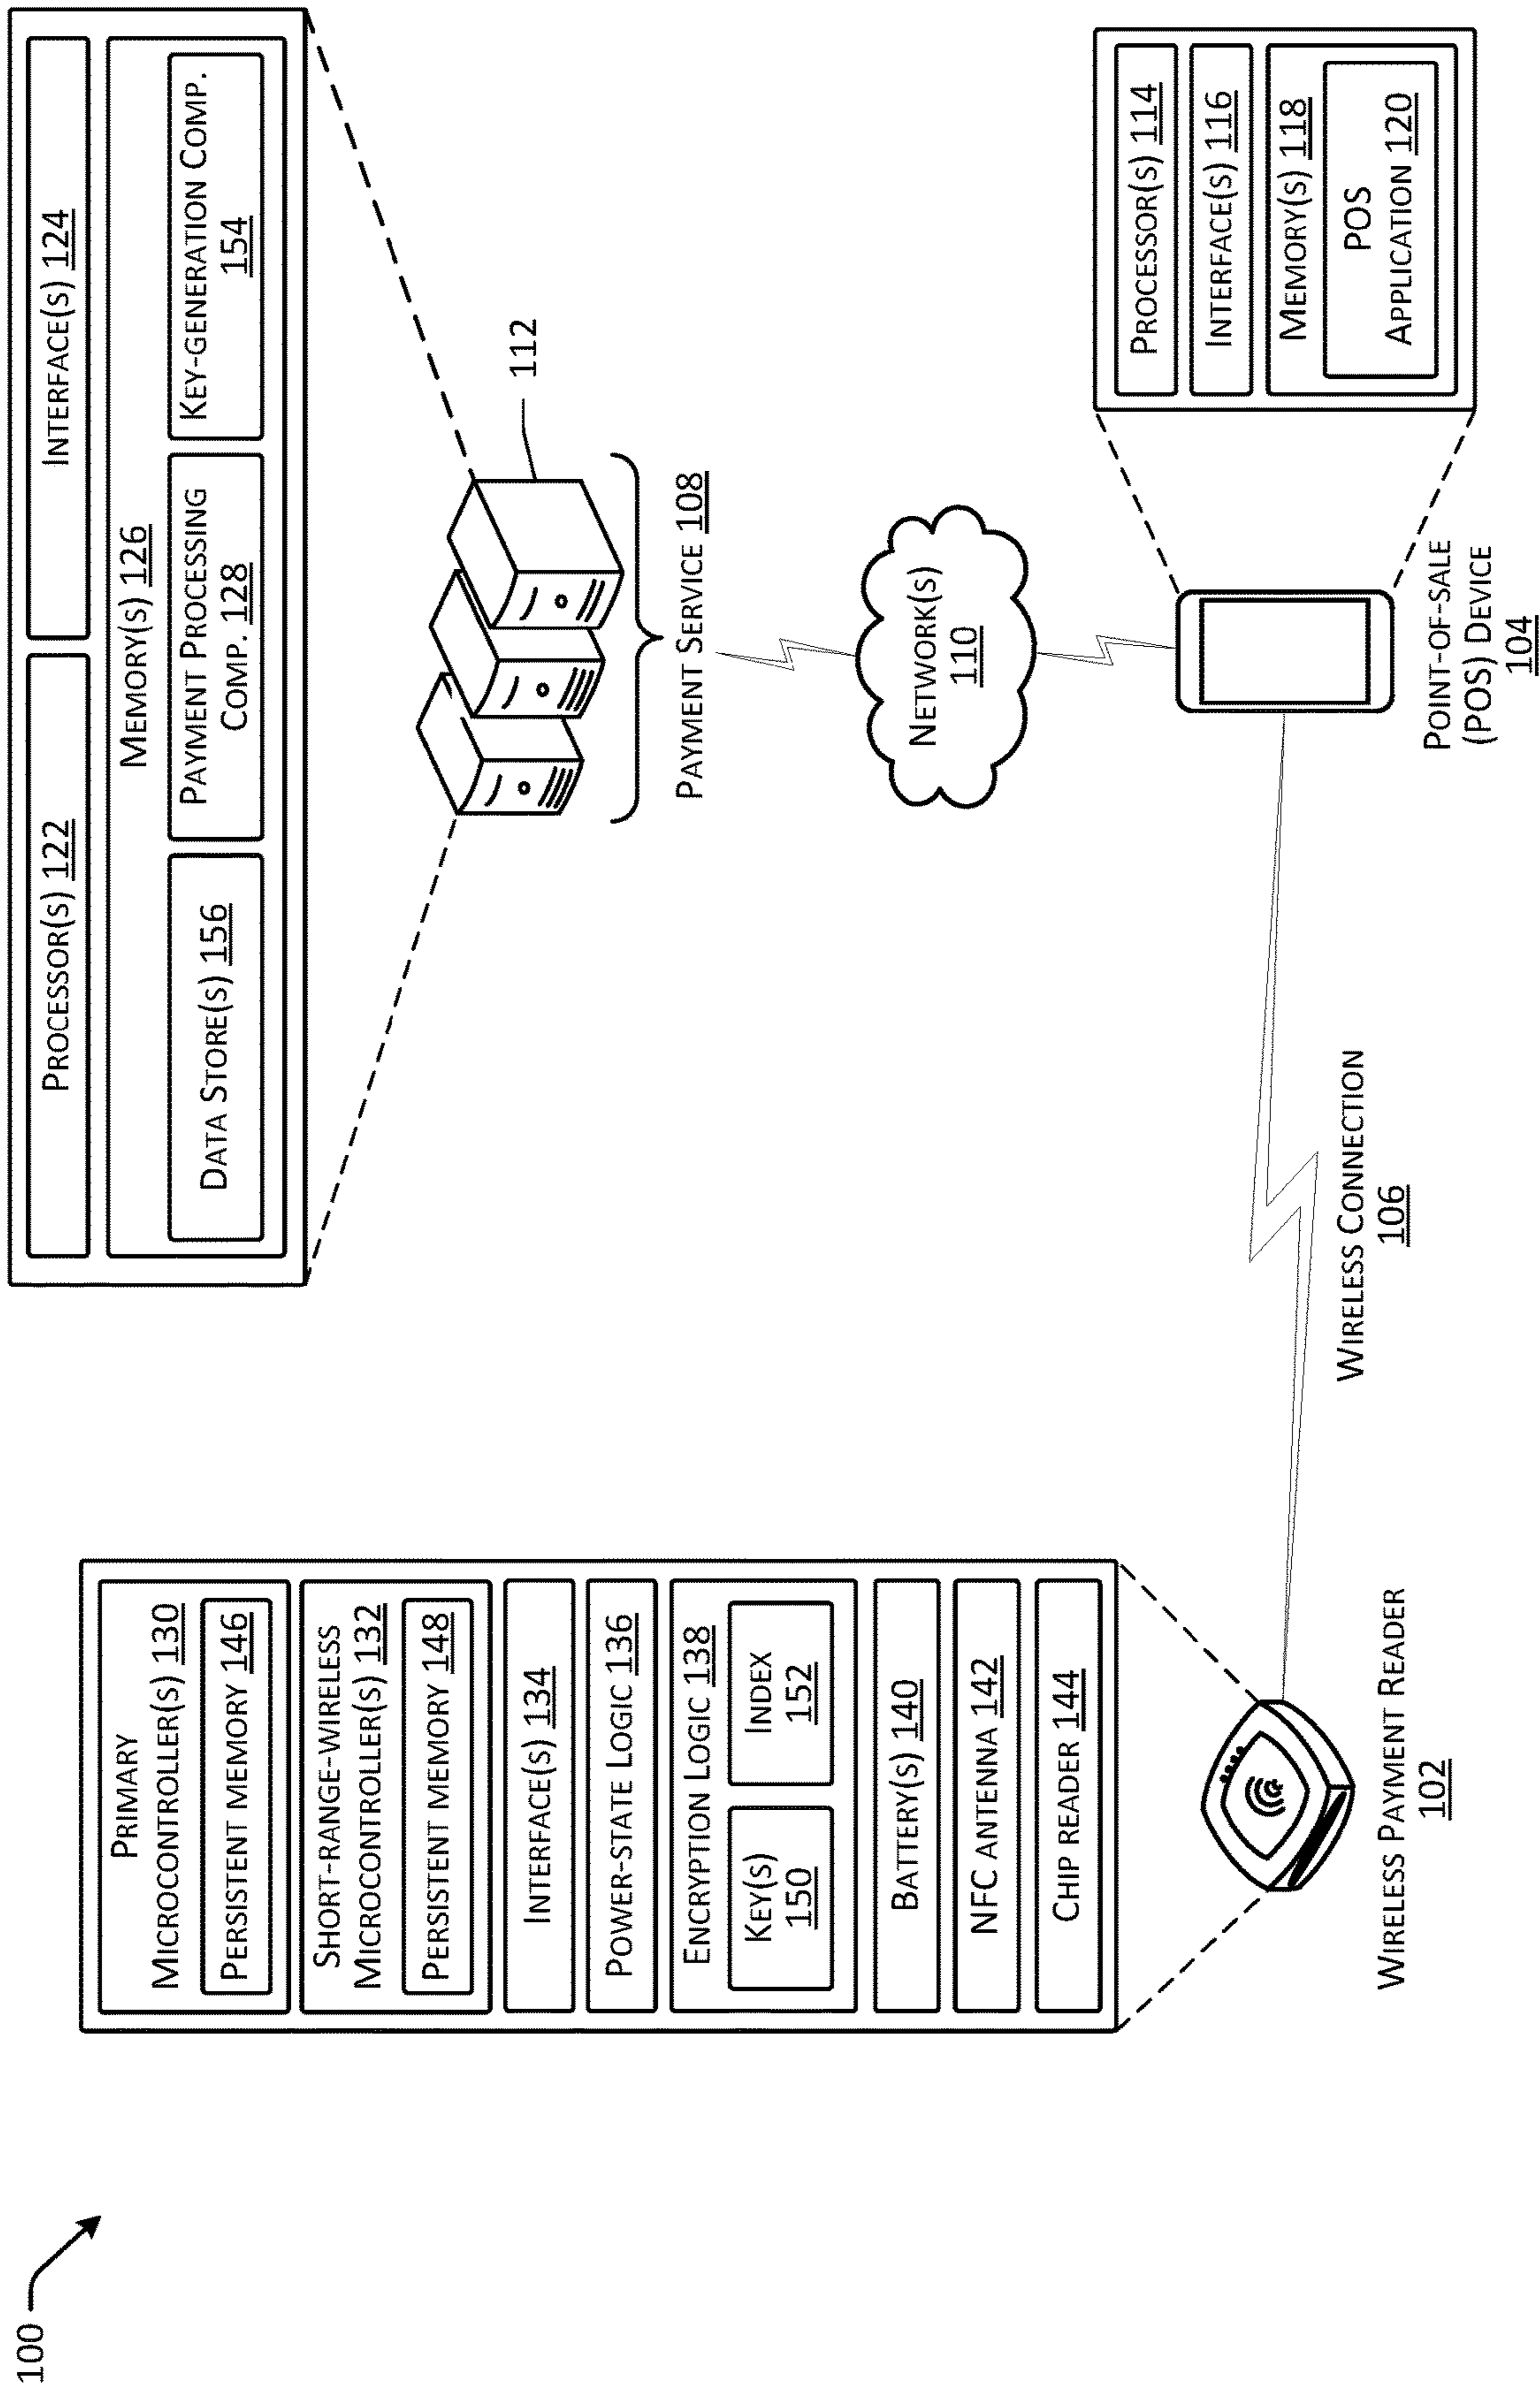 100
PRIMARY
MICROCONTROLLER(S) 130
PERSISTENT MEMORY 146
SHORT-RANGE-WIRELESS
MICROCONTROLLER(S) 132
PERSISTENT MEMORY 148
INTERFACE(S) 134
POWER-STATE LOGIC 136
ENCRYPTION LOGIC 138
KEY(S)
150
INDEX
152
BATTERY(S) 140
NFC ANTENNA 142
CHIP READER 144
WIRELESS PAYMENT READER
102
WIRELESS CONNECTION
106
PROCESSOR(S) 122
INTERFACE(S) 124
MEMORY(S) 126
DATA STORE(S) 156
PAYMENT PROCESSING
COMP. 128
KEY-GENERATION COMP.
154
112
PAYMENT SERVICE 108
NETWORK(S)
110
POINT-OF-SALE
(POS) DEVICE
104
PROCESSOR(S) 114
INTERFACE(S) 116
MEMORY(S) 118
POS
APPLICATION 120